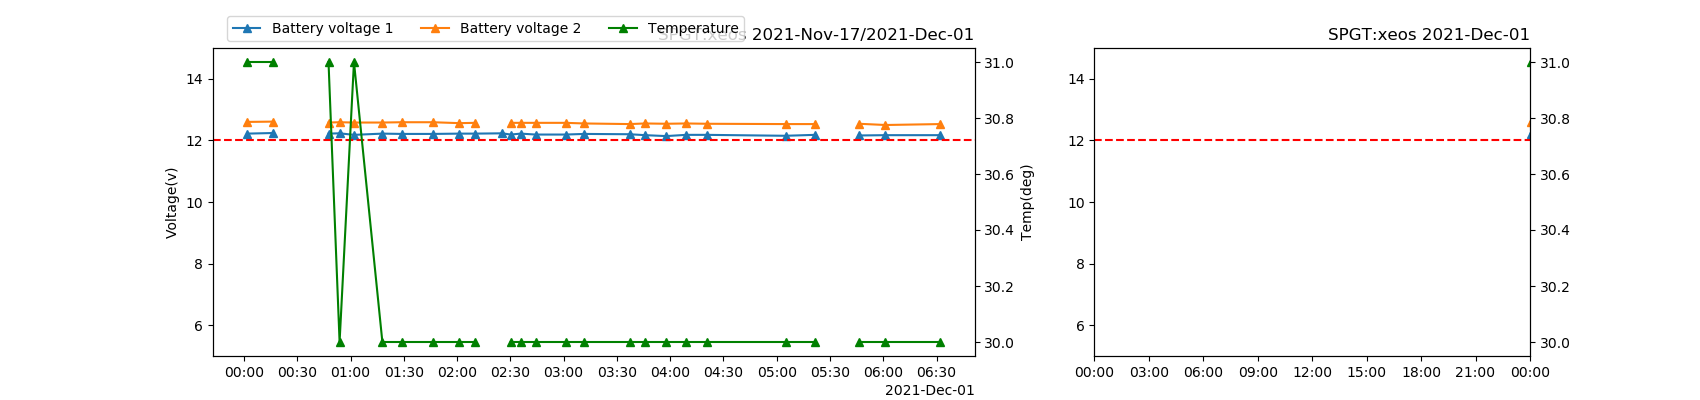 Battery voltage 1 Battery voltage 2 Temperature
SPGT:xeos 2021-Nov-17/2021-Dec-01
SPGT:xeos 2021-Dec-01
14
12
10
8
6
Voltage(v)
31.0
30.8
30.6
30.4
30.2
30.0
Temp(deg)
00:00 00:30 01:00 01:30 02:00 02:30 03:00 03:30 04:00 04:30 05:00 05:30 06:00 06:30
2021-Dec-01
14
12
10
8
6
31.0
30.8
30.6
30.4
30.2
30.0
00:00 03:00 06:00 09:00 12:00 15:00 18:00 21:00 00:00